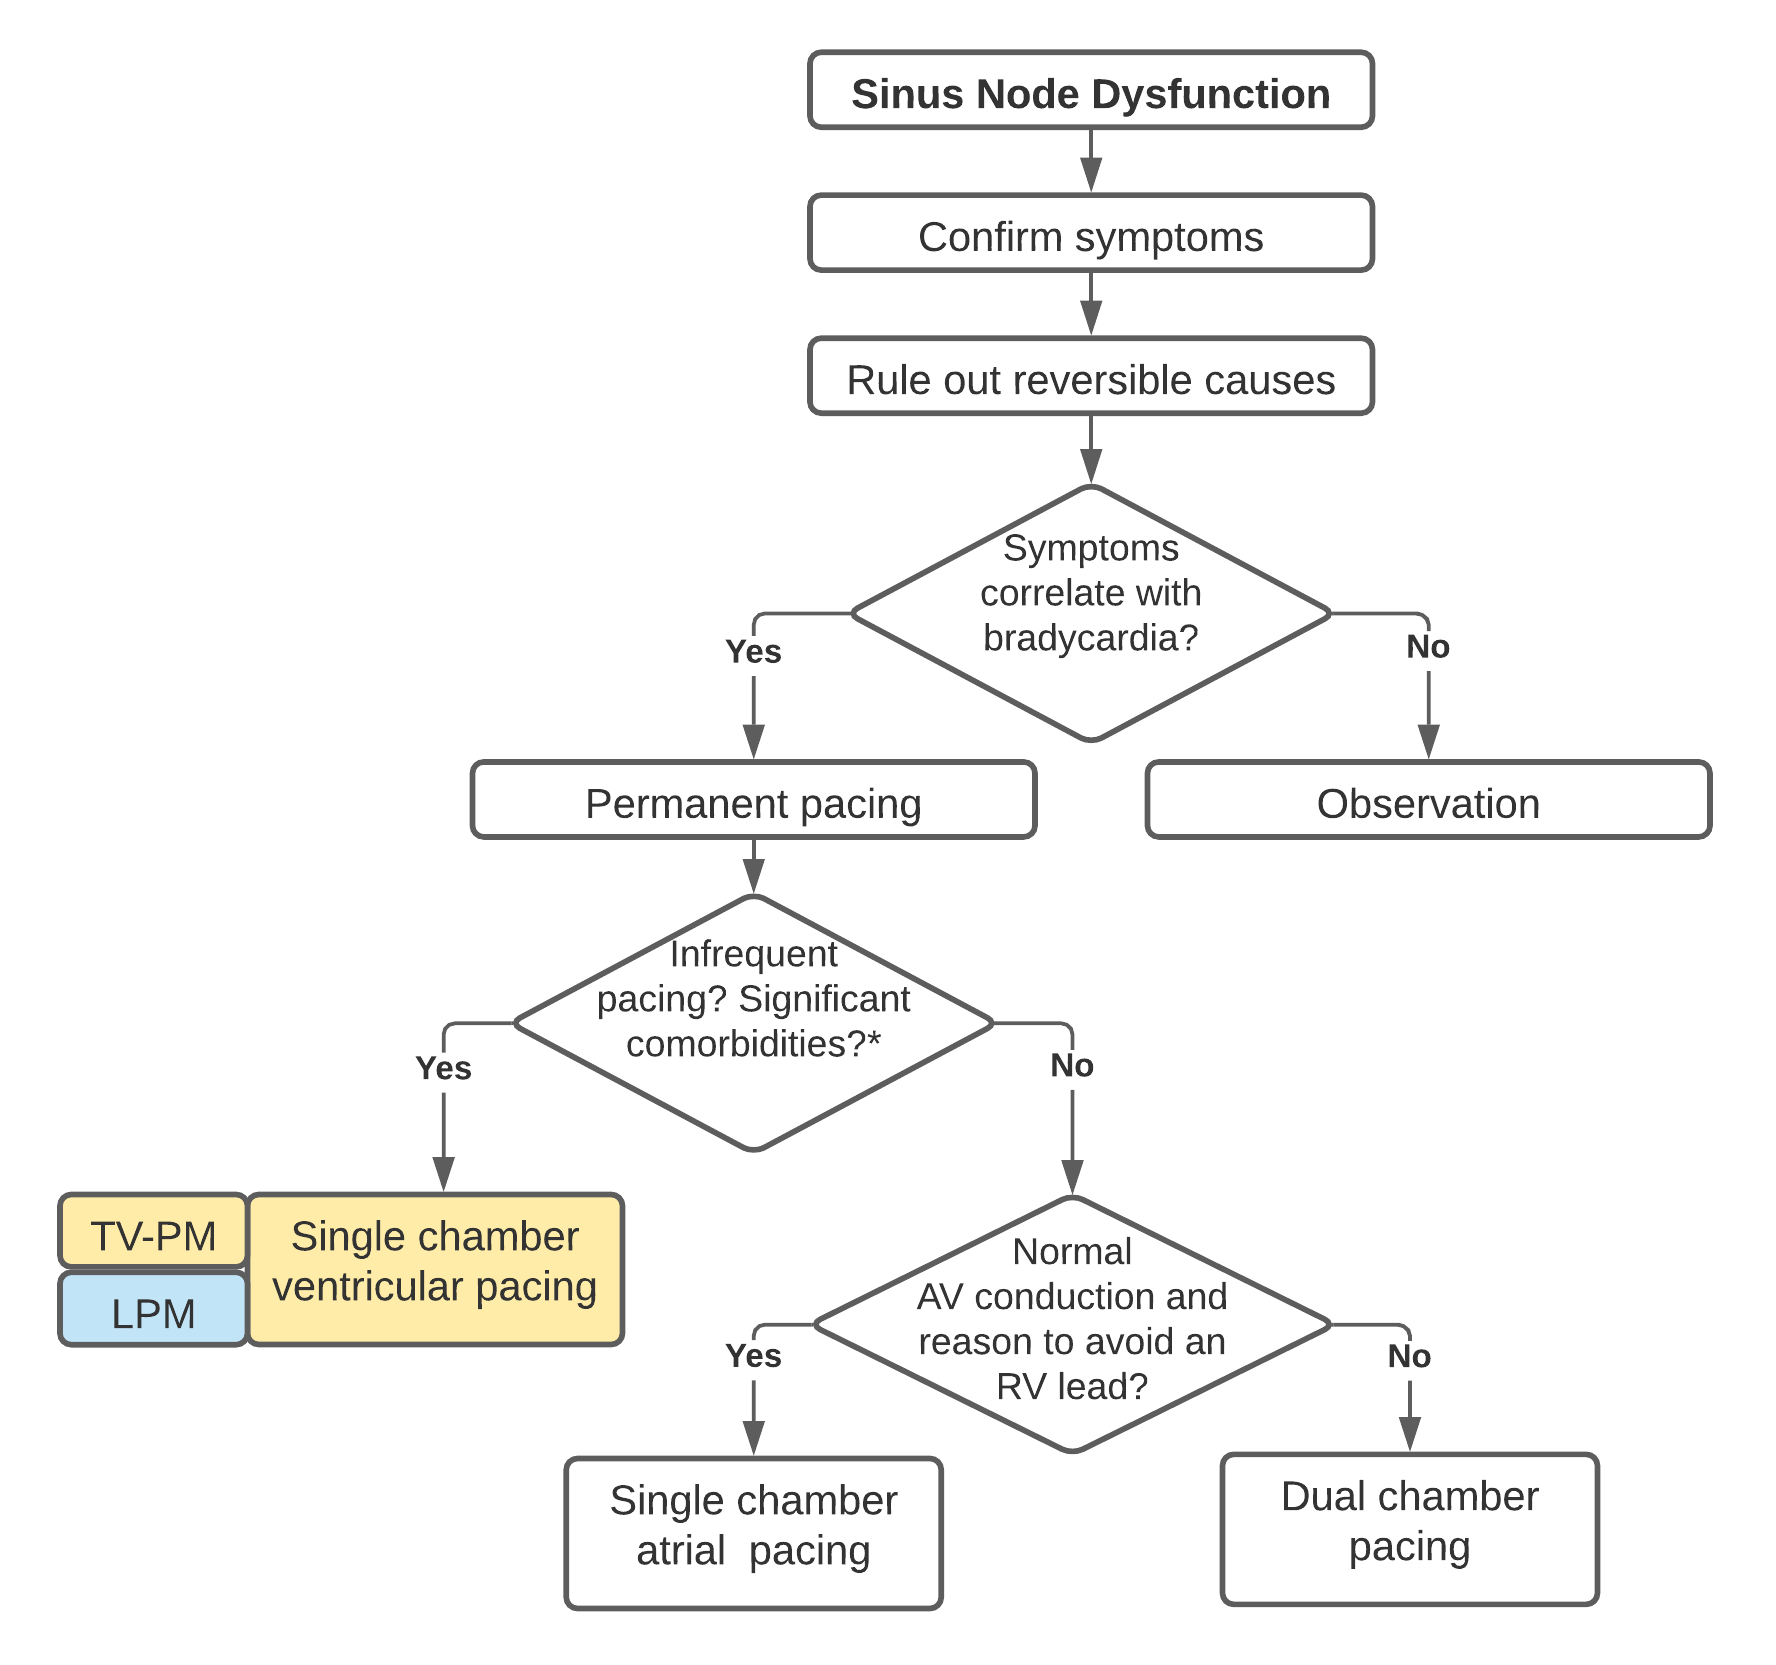 Sinus Node Dysfunction
Confirm symptoms
Rule out reversible causes
Symptoms
correlate with
bradycardia?
Yes
No
Permanent pacing
Observation
Infrequent
pacing? Significant
comorbidities?*
Yes
No
TV-PM
LPM
Single chamber
ventricular pacing
Normal
AV conduction and
reason to avoid an
RV lead?
Yes
No
Single chamber
atrial  pacing
Dual chamber
pacing